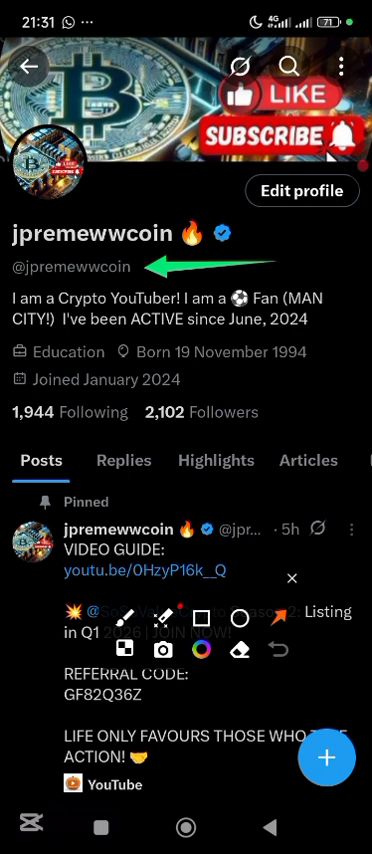 21:31
4G
71
LIKE
SUBSCRIBE
Edit profile
jpremewwcoin 🔥
@jpremewwcoin
I am a Crypto YouTuber! I am a ⚽ Fan (MAN
CITY!) I've been ACTIVE since June, 2024
Education Born 19 November 1994
Joined January 2024
1,944 Following 2,102 Followers
Posts Replies Highlights Articles
Pinned
jpremewwcoin 🔥 @jpr... · 5h
VIDEO GUIDE:
youtu.be/0HzyP16k__Q
💥 @ 2: Listing
in Q1 2026 | JOIN NOW!
REFERRAL CODE:
GF82Q36Z
LIFE ONLY FAVOURS THOSE WHO
ACTION! 🤝
YouTube